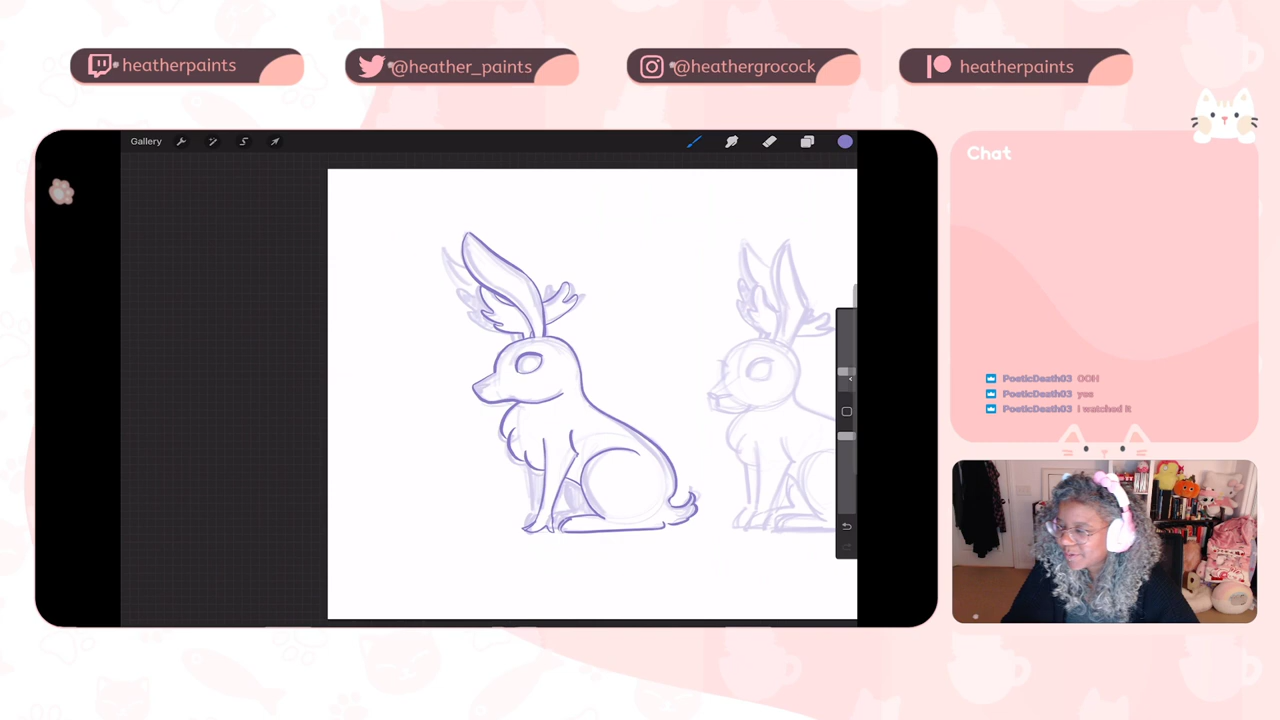 heatherpaints
@heather_paints
@heathergrocock
heatherpaints
Gallery
Chat
PoeticDeath03 OOH
PoeticDeath03 yes
PoeticDeath03 I watched it